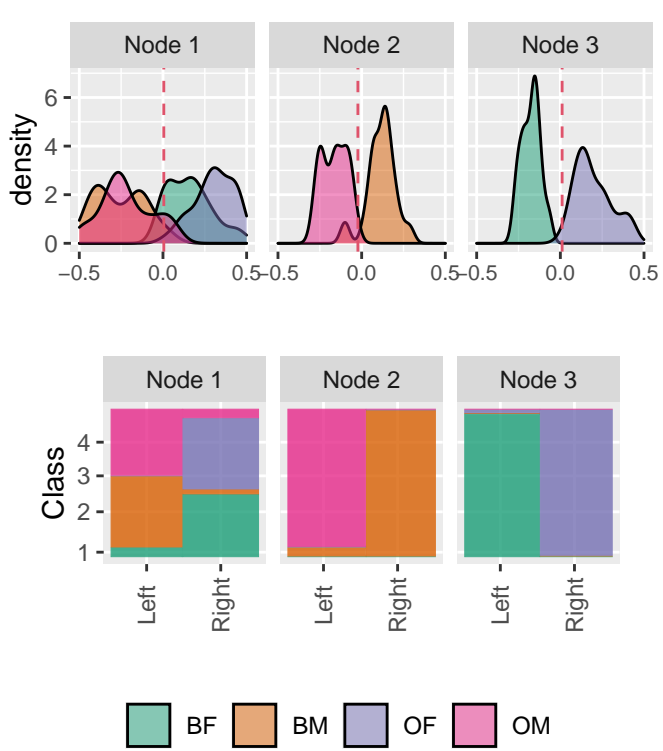 Node 1 Node 2 Node 3
density
6
4
2
0
−0.5 0.0 0.5 −0.5 0.0 0.5 −0.5 0.0 0.5
Node 1 Node 2 Node 3
Class
4
3
2
1
Left Right Left Right Left Right
BF BM OF OM